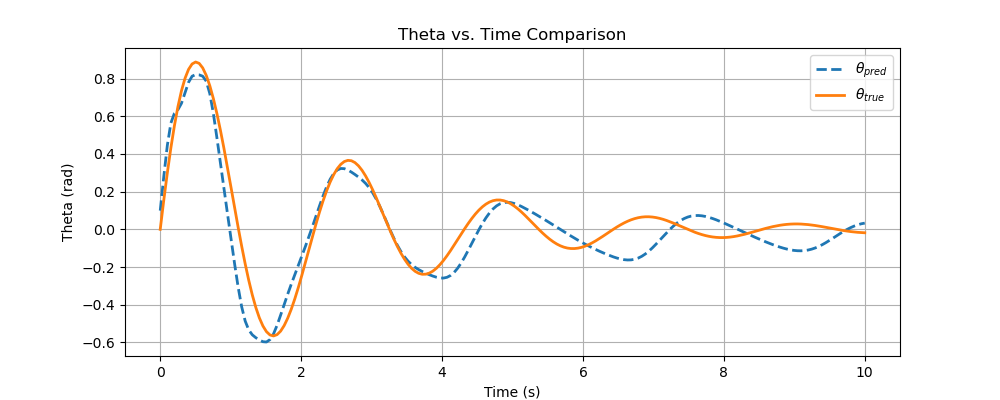 Theta vs. Time Comparison
θpred
θtrue
Theta (rad)
0.8
0.6
0.4
0.2
0.0
−0.2
−0.4
−0.6
0 2 4 6 8 10
Time (s)